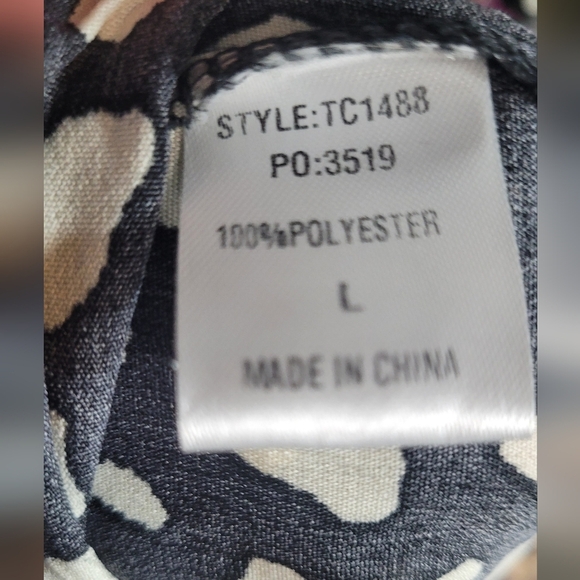 STYLE:TC1488
PO:3519
100%POLYESTER
L
MADE IN CHINA